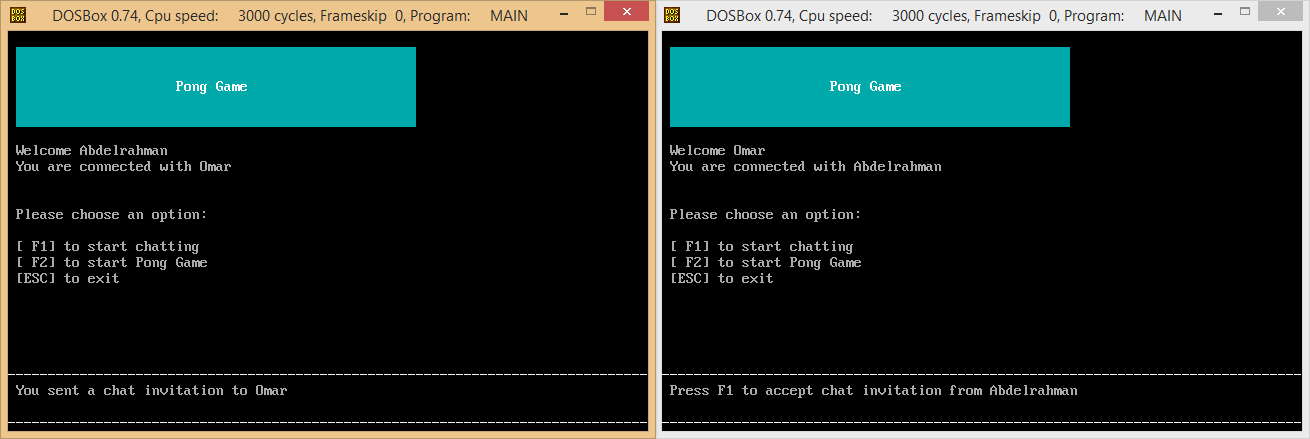 DOS BOX DOSBox 0.74, Cpu speed: 3000 cycles, Frameskip 0, Program: MAIN
Pong Game
Welcome Abdelrahman
You are connected with Omar
Please choose an option:
[ F1] to start chatting
[ F2] to start Pong Game
[ESC] to exit
You sent a chat invitation to Omar
DOS BOX DOSBox 0.74, Cpu speed: 3000 cycles, Frameskip 0, Program: MAIN
Pong Game
Welcome Omar
You are connected with Abdelrahman
Please choose an option:
[ F1] to start chatting
[ F2] to start Pong Game
[ESC] to exit
Press F1 to accept chat invitation from Abdelrahman